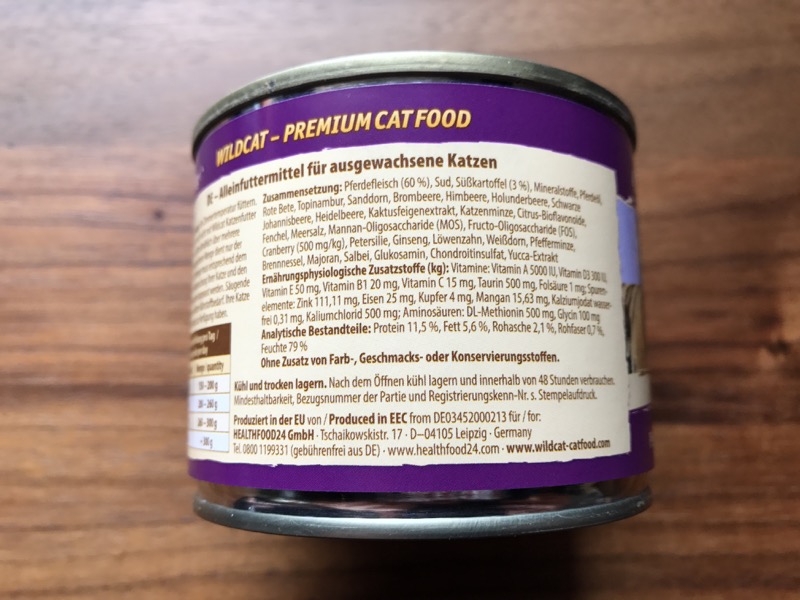 WILDCAT – PREMIUM CATFOOD
DE – Alleinfuttermittel für ausgewachsene Katzen
Zusammensetzung: Pferdefleisch (60 %), Sud, Süßkartoffel (3 %), Mineralstoffe,
Rote Bete, Topinambur, Sanddorn, Brombeere, Himbeere, Holunderbeere, Schwarze
Johannisbeere, Heidelbeere, Kaktusfeigenextrakt, Katzenminze, Citrus-Bioflavonoide,
Fenchel, Meersalz, Mannan-Oligosaccharide (MOS), Fructo-Oligosaccharide (FOS),
Cranberry (500 mg/kg), Petersilie, Ginseng, Löwenzahn, Weißdorn, Pfefferminze,
Brennnessel, Majoran, Salbei, Glukosamin, Chondroitinsulfat, Yucca-Extrakt
Ernährungsphysiologische Zusatzstoffe (kg): Vitamine: Vitamin A 5000 IU, Vitamin D3 300 IU,
Vitamin E 50 mg, Vitamin B1 20 mg, Vitamin C 15 mg, Taurin 500 mg, Folsäure 1 mg; Spuren-
elemente: Zink 111,11 mg, Eisen 25 mg, Kupfer 4 mg, Mangan 15,63 mg, Kalziumjodat wasser-
frei 0,31 mg, Kaliumchlorid 500 mg; Aminosäuren: DL-Methionin 500 mg, Glycin 100 mg
Analytische Bestandteile: Protein 11,5 %, Fett 5,6 %, Rohasche 2,1 %, Rohfaser 0,7 %,
Feuchte 79 %
Ohne Zusatz von Farb-, Geschmacks- oder Konservierungsstoffen.
Kühl und trocken lagern. Nach dem Öffnen kühl lagern und innerhalb von 48 Stunden verbrauchen.
Mindesthaltbarkeit, Bezugsnummer der Partie und Registrierungskenn-Nr. s. Stempelaufdruck.
Produziert in der EU von / Produced in EEC from DE03452000213 für / for:
HEALTHFOOD24 GmbH · Tschaikowskistr. 17 · D–04105 Leipzig · Germany
Tel. 0800 1199331 (gebührenfrei aus DE) · www.healthfood24.com · www.wildcat-catfood.com